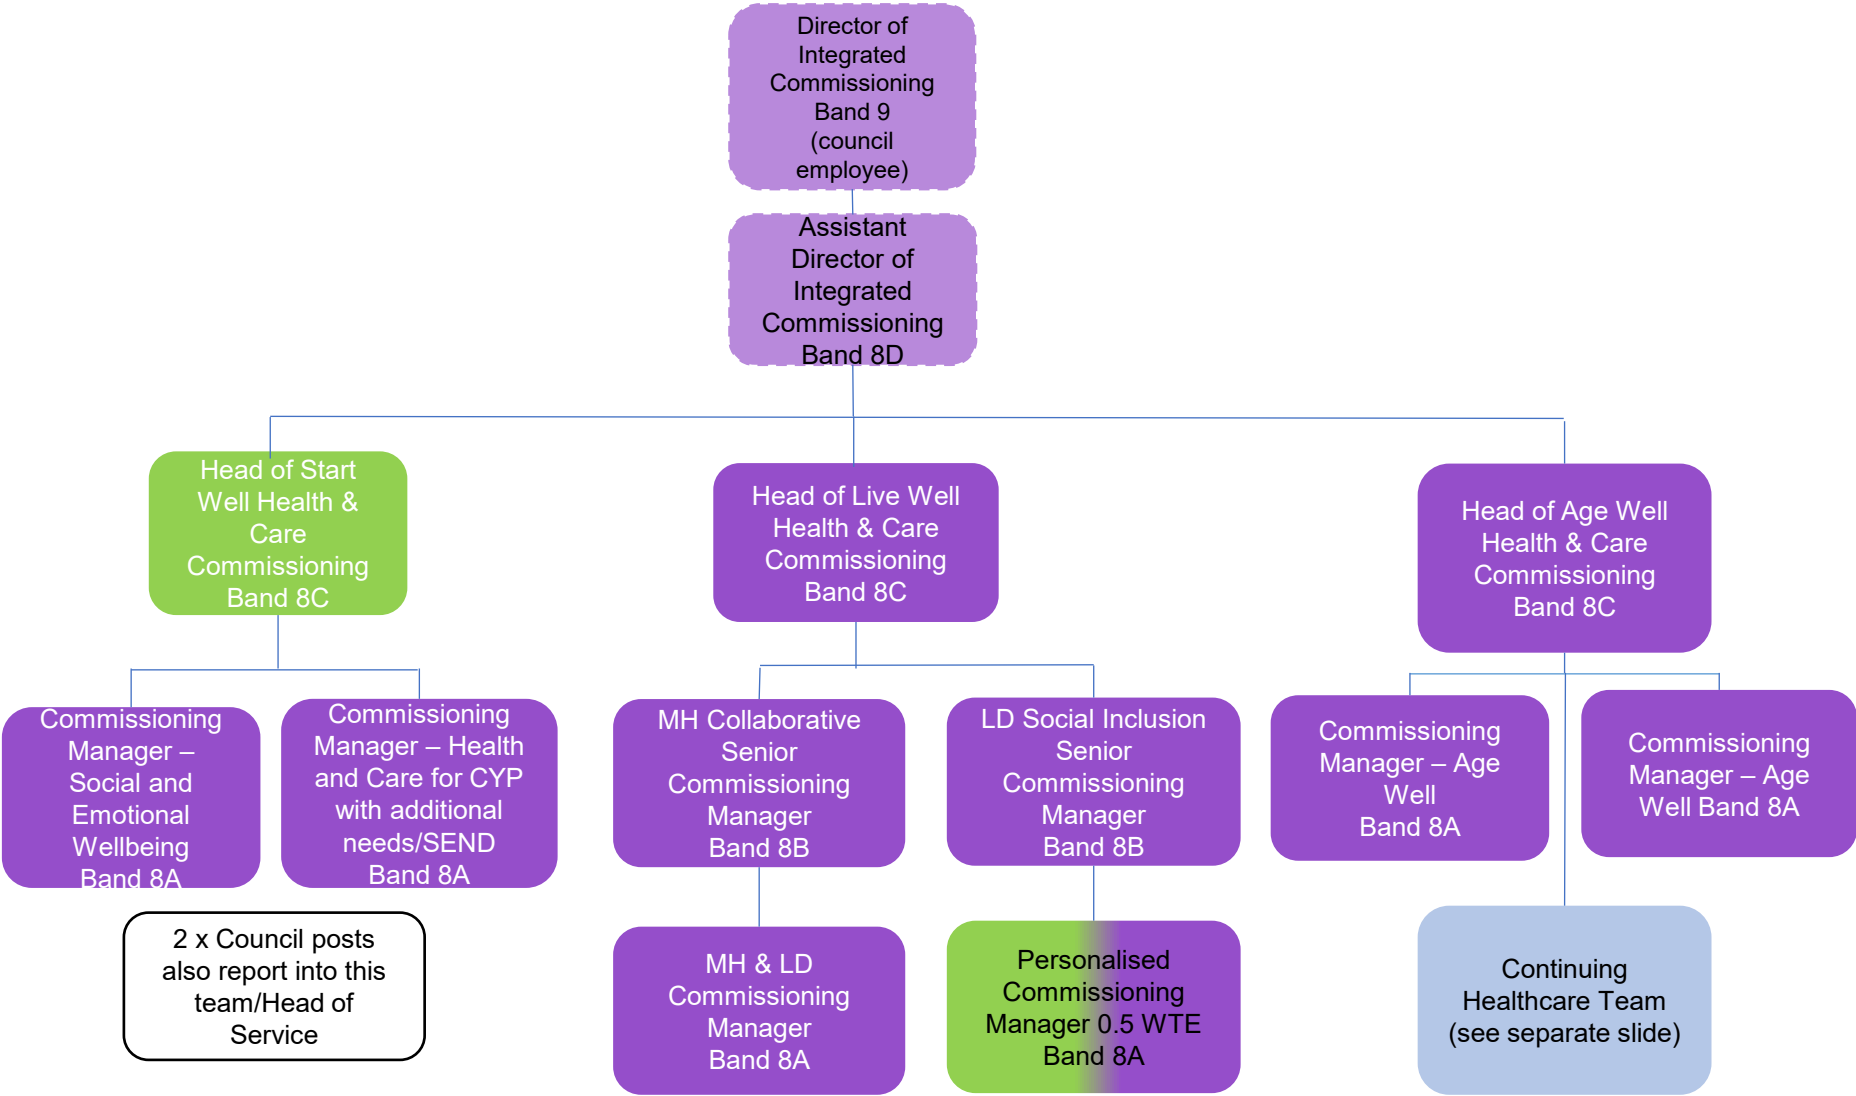 Director of
Integrated
Commissioning
Band 9
(council
employee)
Assistant
Director of
Integrated
Commissioning
Band 8D
Head of Start
Well Health &
Care
Commissioning
Band 8C
Head of Live Well
Health & Care
Commissioning
Band 8C
Head of Age Well
Health & Care
Commissioning
Band 8C
Commissioning
Manager –
Social and
Emotional
Wellbeing
Band 8A
Commissioning
Manager – Health
and Care for CYP
with additional
needs/SEND
Band 8A
MH Collaborative
Senior
Commissioning
Manager
Band 8B
LD Social Inclusion
Senior
Commissioning
Manager
Band 8B
Commissioning
Manager – Age
Well
Band 8A
Commissioning
Manager – Age
Well Band 8A
2 x Council posts
also report into this
team/Head of
Service
MH & LD
Commissioning
Manager
Band 8A
Personalised
Commissioning
Manager 0.5 WTE
Band 8A
Continuing
Healthcare Team
(see separate slide)